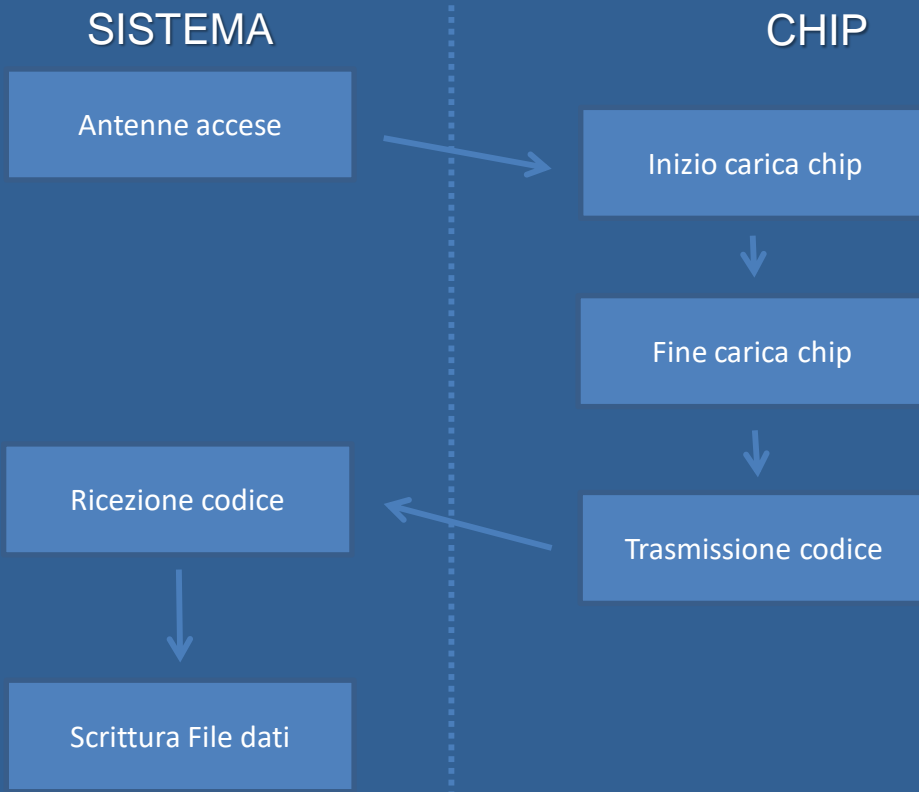 SISTEMA
CHIP
Antenne accese
Inizio carica chip
Fine carica chip
Ricezione codice
Trasmissione codice
Scrittura File dati